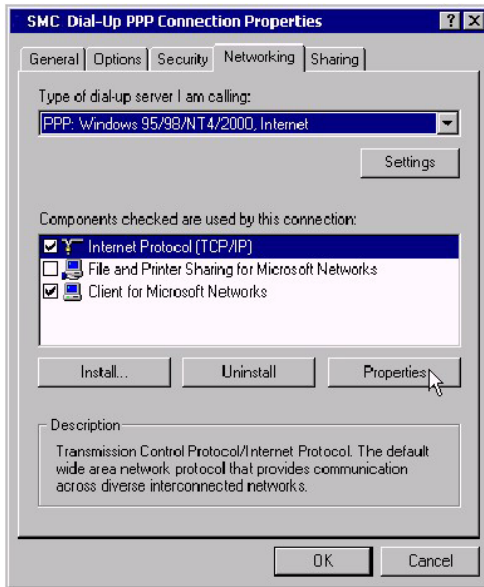 SMC Dial-Up PPP Connection Properties
General Options Security Networking Sharing
Type of dial-up server I am calling:
PPP: Windows 95/98/NT4/2000, Internet
Settings
Components checked are used by this connection:
Internet Protocol (TCP/IP)
File and Printer Sharing for Microsoft Networks
Client for Microsoft Networks
Install... Uninstall Properties
Description
Transmission Control Protocol/Internet Protocol. The default
wide area network protocol that provides communication
across diverse interconnected networks.
OK Cancel